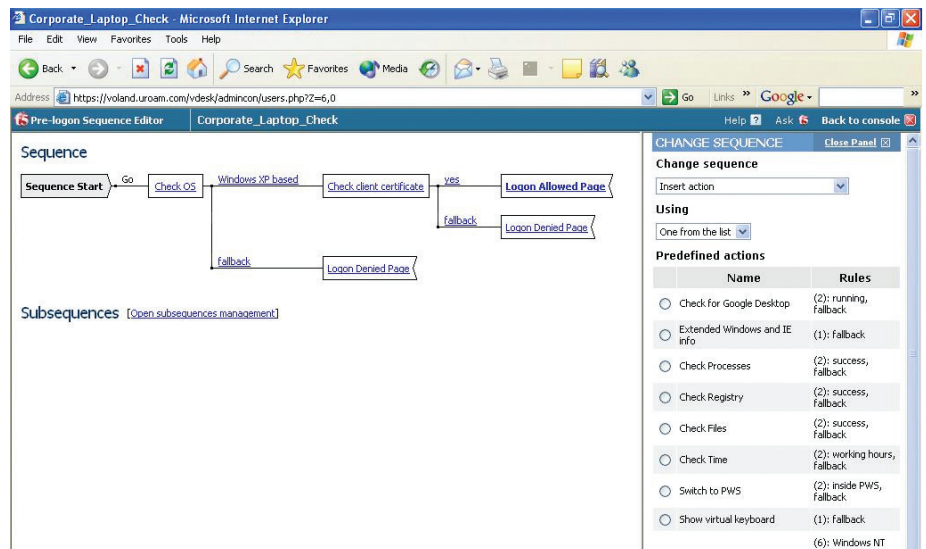 Corporate_Laptop_Check - Microsoft Internet Explorer
File Edit View Favorites Tools Help
Back Search Favorites Media
Address https://voland.uroam.com/vdesk/admincon/users.php?Z=6,0 Go Links » Google »
Pre-logon Sequence Editor Corporate_Laptop_Check Help ? Ask f5 Back to console
Sequence
Sequence Start Go Check OS Windows XP based Check client certificate yes Logon Allowed Page
fallback Logon Denied Page
fallback Logon Denied Page
Subsequences [Open subsequences management]
CHANGE SEQUENCE Close Panel
Change sequence
Insert action
Using
One from the list
Predefined actions
Name Rules
Check for Google Desktop (2): running,
fallback
Extended Windows and IE
info (1): fallback
Check Processes (2): success,
fallback
Check Registry (2): success,
fallback
Check Files (2): success,
fallback
Check Time (2): working hours,
fallback
Switch to PWS (2): inside PWS,
fallback
Show virtual keyboard (1): fallback
(6): Windows NT